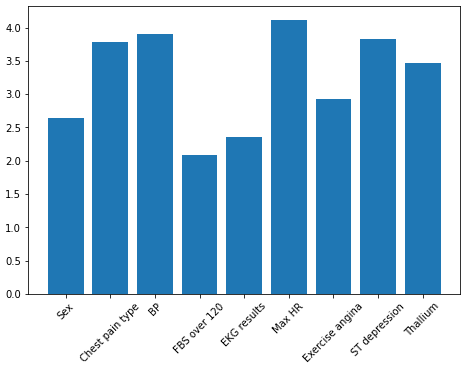 4.0
3.5
3.0
2.5
2.0
1.5
1.0
0.5
0.0
Sex
Chest pain type
BP
FBS over 120
EKG results
Max HR
Exercise angina
ST depression
Thallium